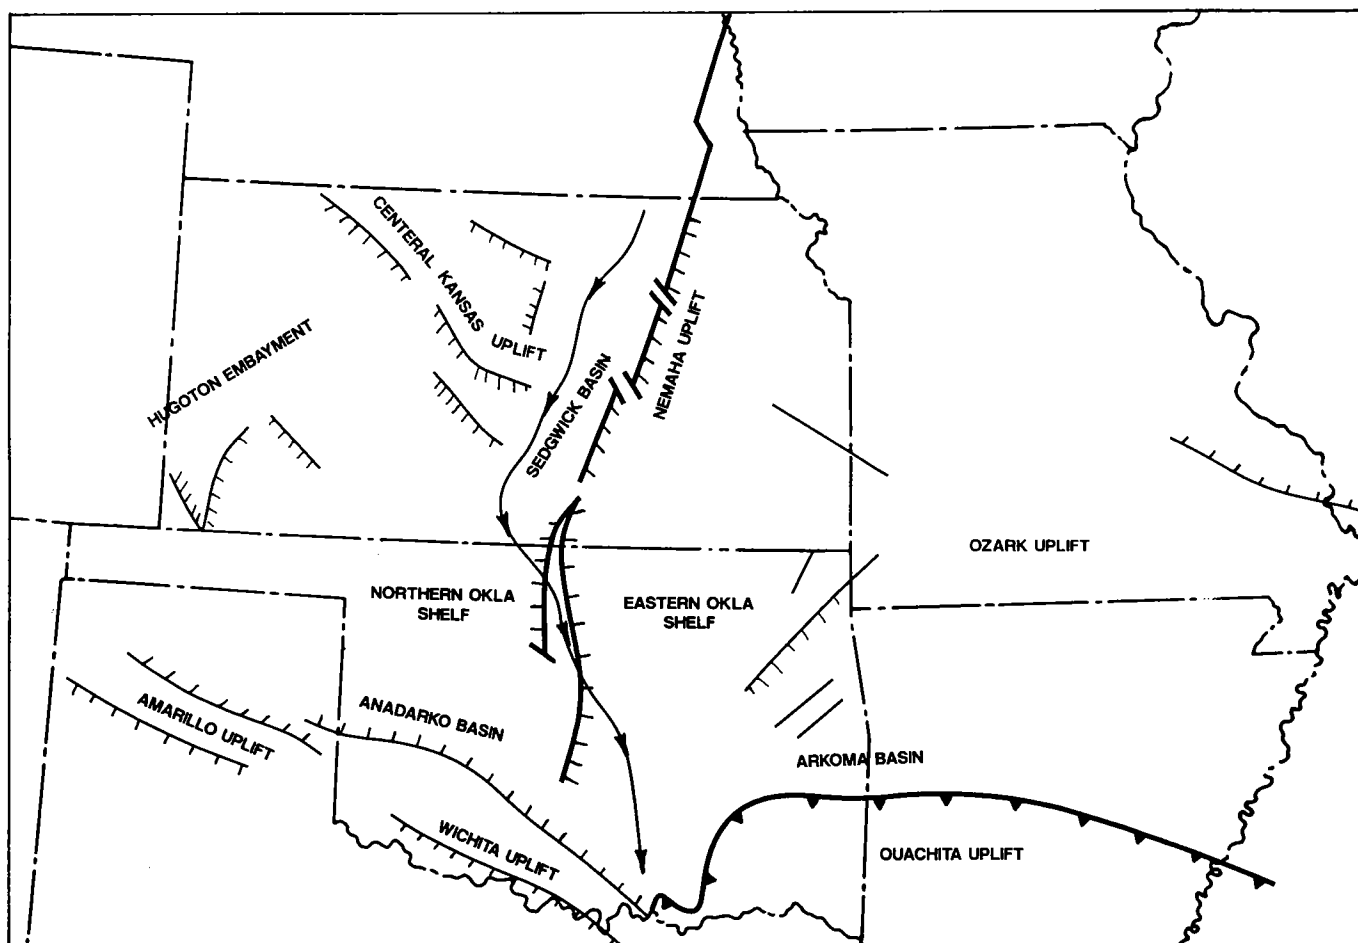 CENTERAL KANSAS
UPLIFT
HUGOTON EMBAYMENT
SEDGWICK BASIN
NEMAHA UPLIFT
OZARK UPLIFT
NORTHERN OKLA
SHELF
EASTERN OKLA
SHELF
AMARILLO UPLIFT
ANADARKO BASIN
ARKOMA BASIN
WICHITA UPLIFT
OUACHITA UPLIFT